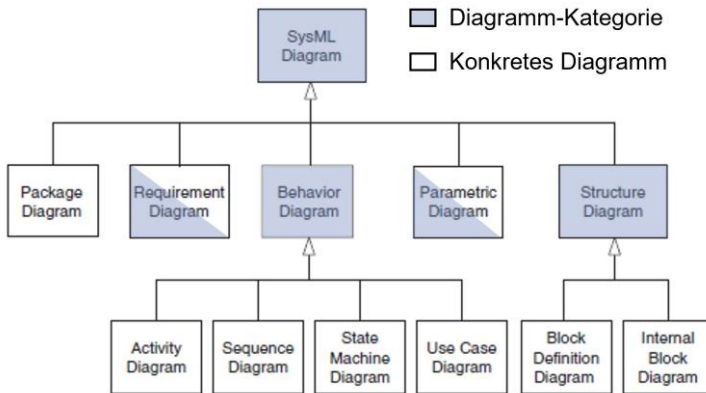 SysML
Diagram
Diagramm-Kategorie
Konkretes Diagramm
Package
Diagram
Requirement
Diagram
Behavior
Diagram
Parametric
Diagram
Structure
Diagram
Activity
Diagram
Sequence
Diagram
State
Machine
Diagram
Use Case
Diagram
Block
Definition
Diagram
Internal
Block
Diagram